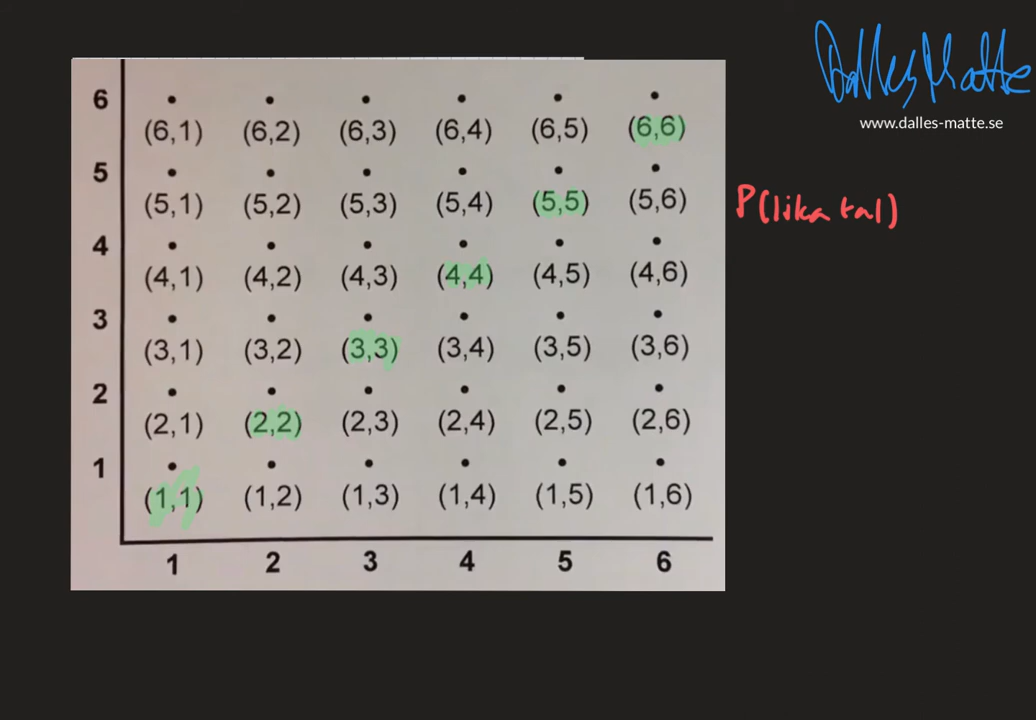 Dalles Matte
www.dalles-matte.se
6
(6,1) (6,2) (6,3) (6,4) (6,5) (6,6)
5
(5,1) (5,2) (5,3) (5,4) (5,5) (5,6)
P(lika tal)
4
(4,1) (4,2) (4,3) (4,4) (4,5) (4,6)
3
(3,1) (3,2) (3,3) (3,4) (3,5) (3,6)
2
(2,1) (2,2) (2,3) (2,4) (2,5) (2,6)
1
(1,1) (1,2) (1,3) (1,4) (1,5) (1,6)
1 2 3 4 5 6